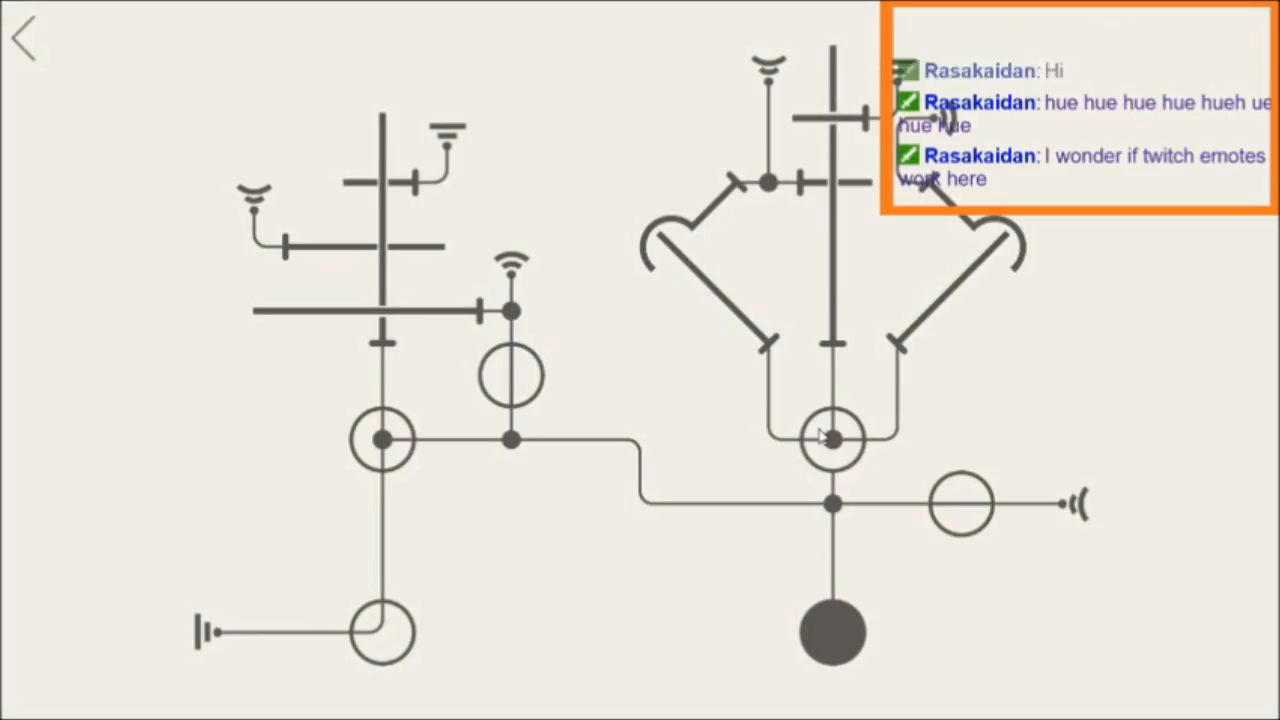 Rasakaidan: Hi
Rasakaidan: hue hue hue hue hueh ue
hue hue
Rasakaidan: I wonder if twitch emotes
work here